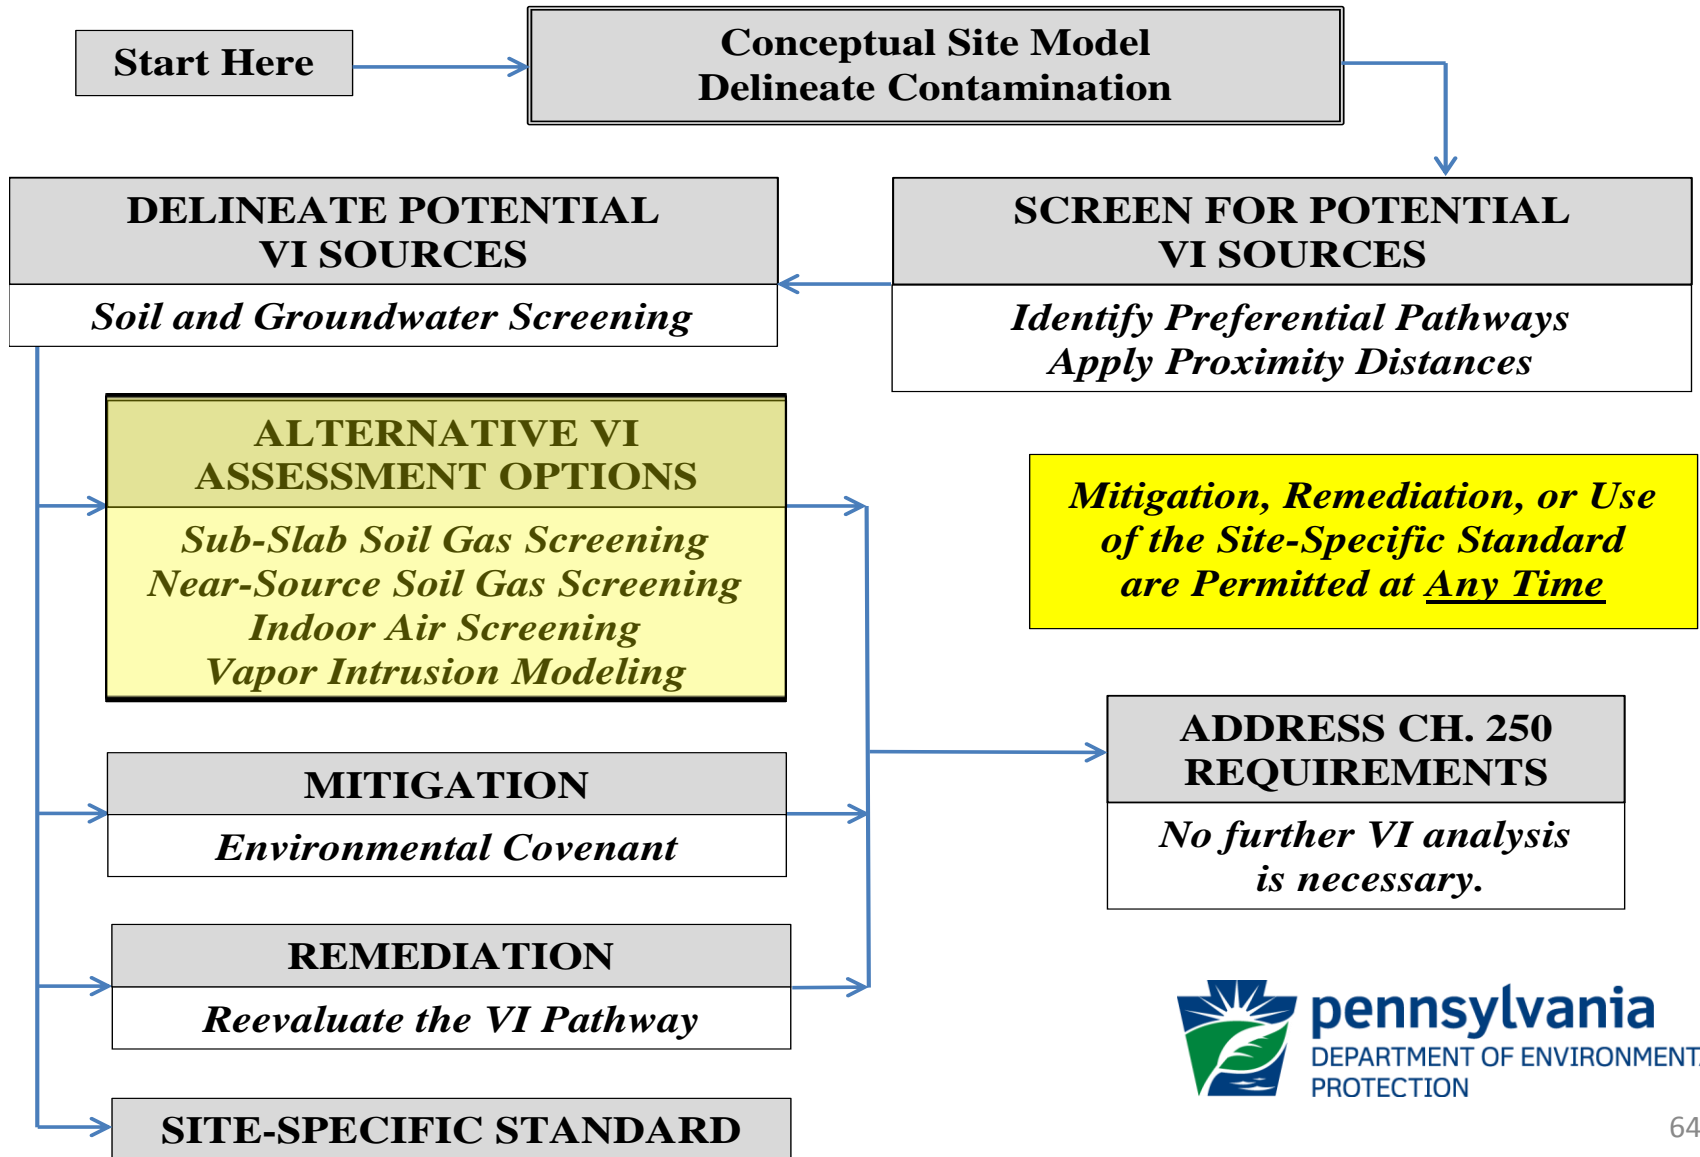 Start Here
Conceptual Site Model
Delineate Contamination
DELINEATE POTENTIAL
VI SOURCES
Soil and Groundwater Screening
SCREEN FOR POTENTIAL
VI SOURCES
Identify Preferential Pathways
Apply Proximity Distances
ALTERNATIVE VI
ASSESSMENT OPTIONS
Sub-Slab Soil Gas Screening
Near-Source Soil Gas Screening
Indoor Air Screening
Vapor Intrusion Modeling
Mitigation, Remediation, or Use
of the Site-Specific Standard
are Permitted at Any Time
ADDRESS CH. 250
REQUIREMENTS
No further VI analysis
is necessary.
MITIGATION
Environmental Covenant
REMEDIATION
Reevaluate the VI Pathway
SITE-SPECIFIC STANDARD
pennsylvania
DEPARTMENT OF ENVIRONMENT
PROTECTION
64